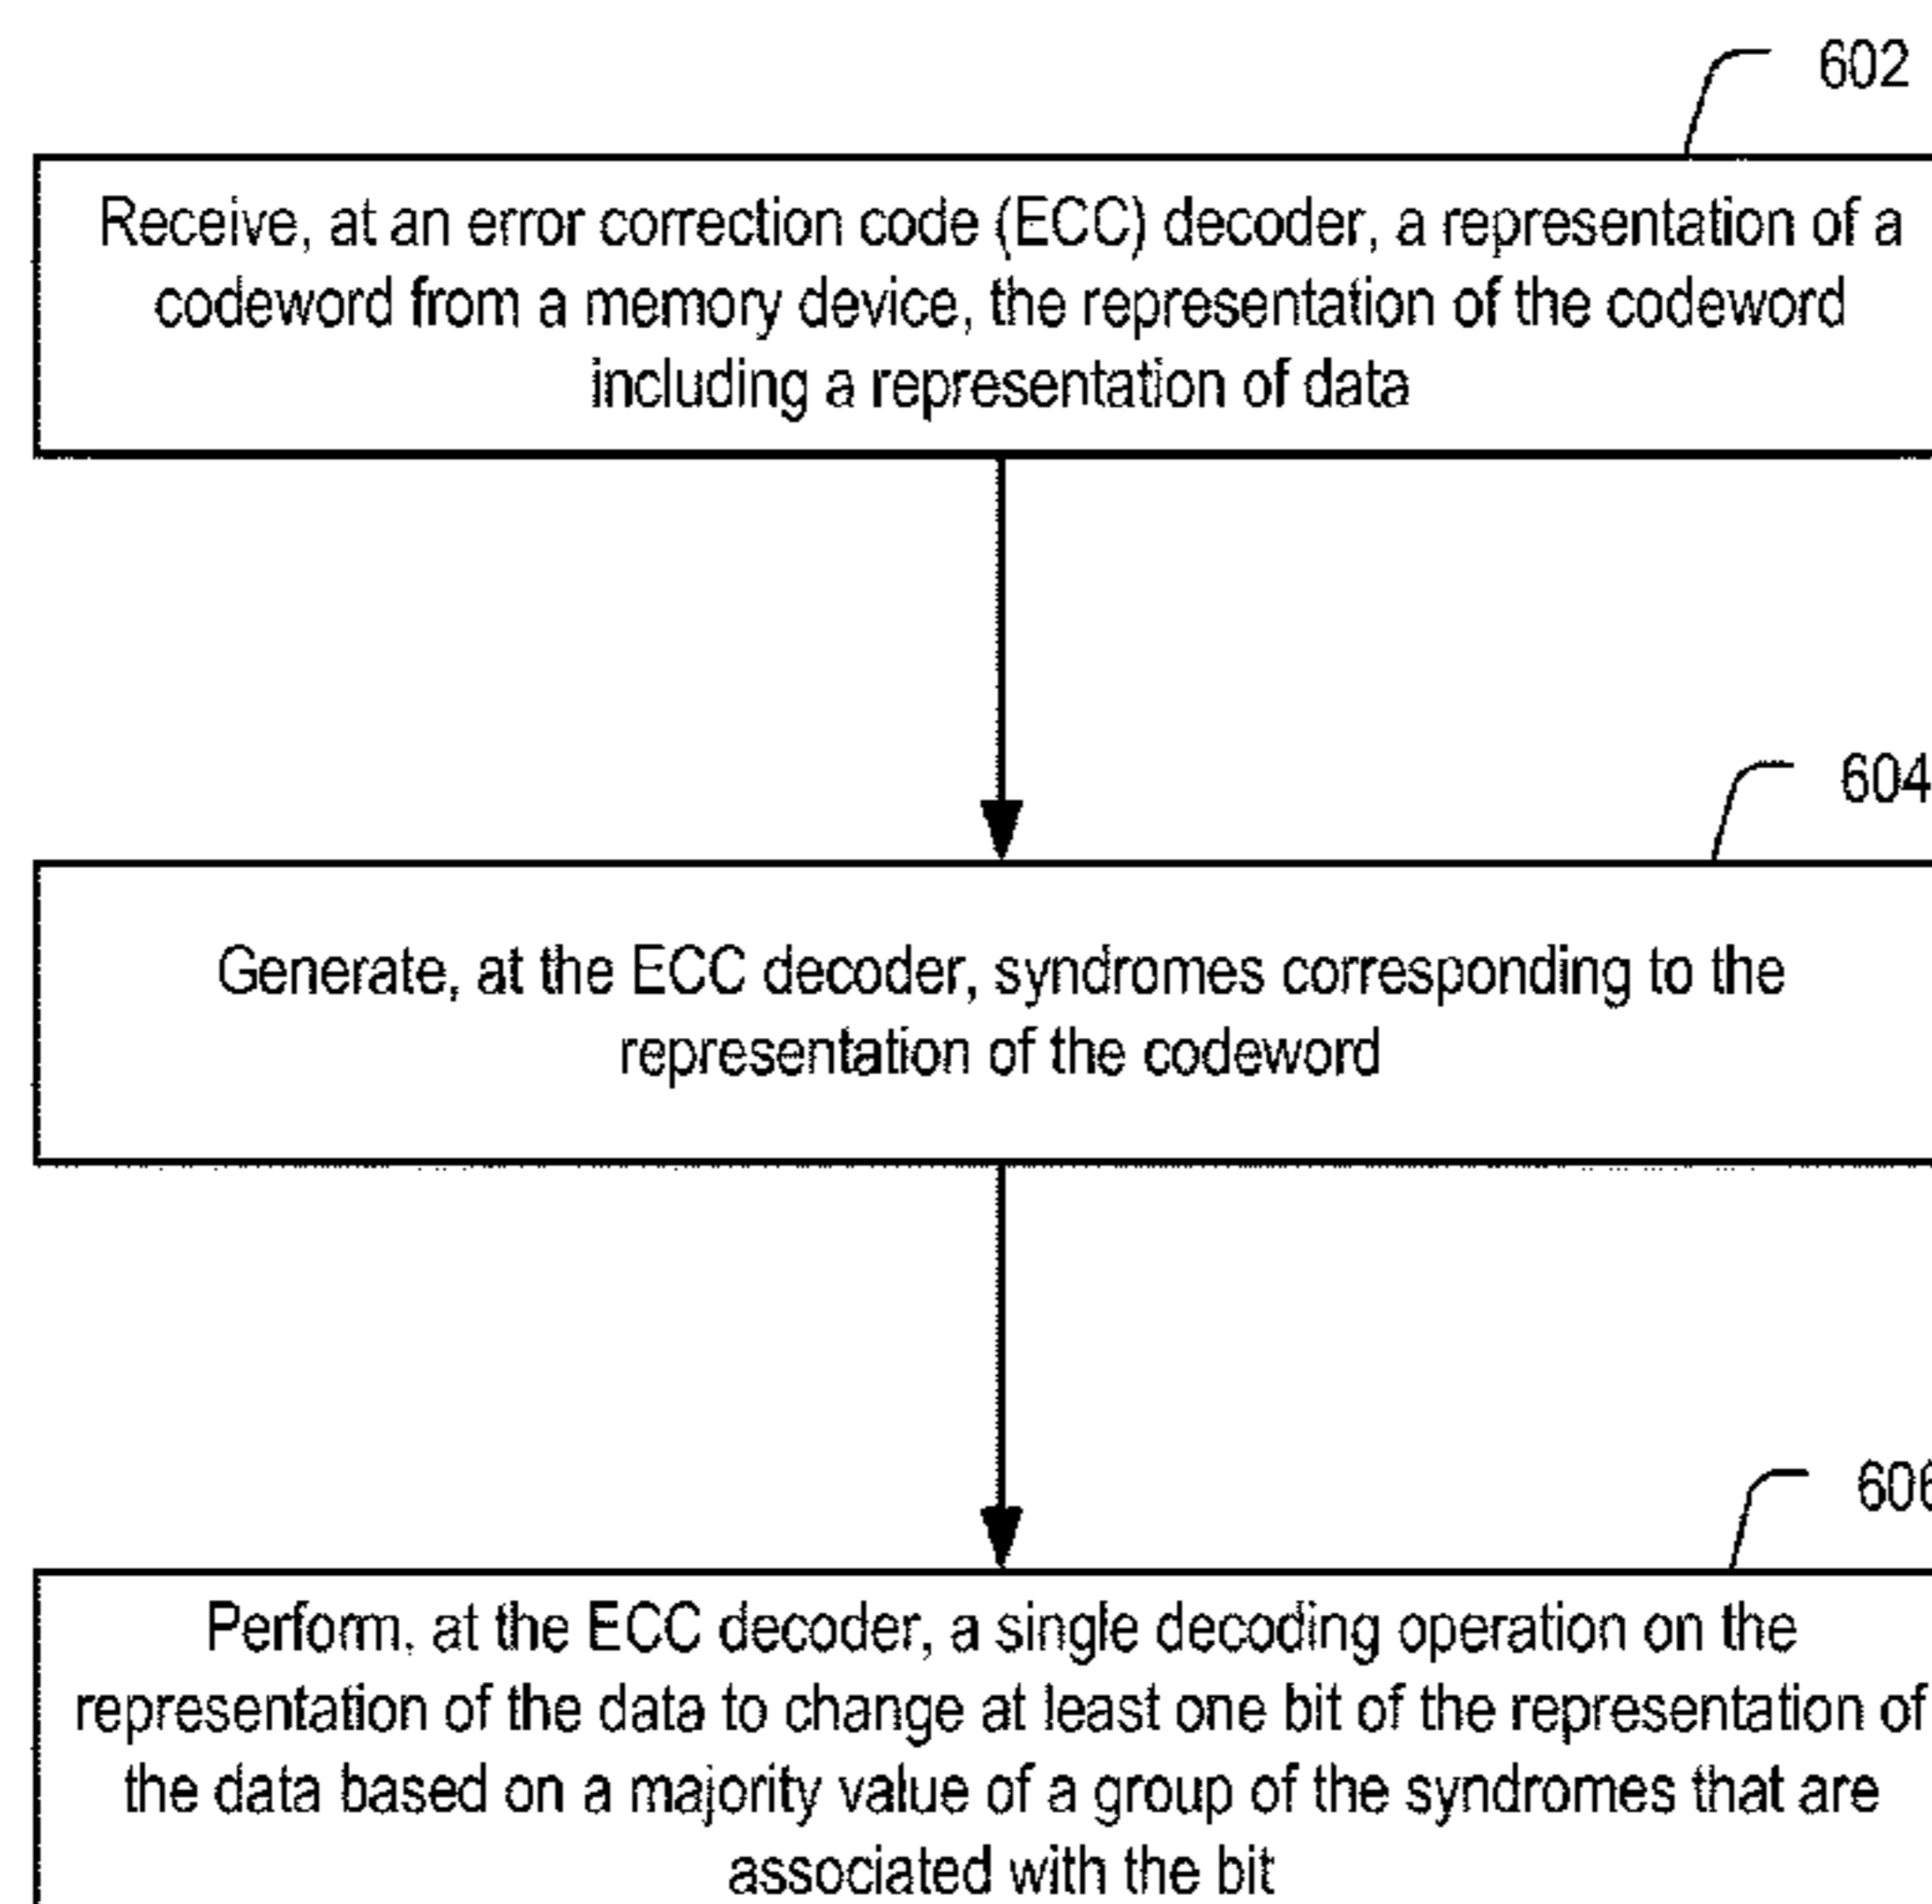 602
Receive, at an error correction code (ECC) decoder, a representation of a
codeword from a memory device, the representation of the codeword
including a representation of data
604
Generate, at the ECC decoder, syndromes corresponding to the
representation of the codeword
606
Perform, at the ECC decoder, a single decoding operation on the
representation of the data to change at least one bit of the representation of
the data based on a majority value of a group of the syndromes that are
associated with the bit